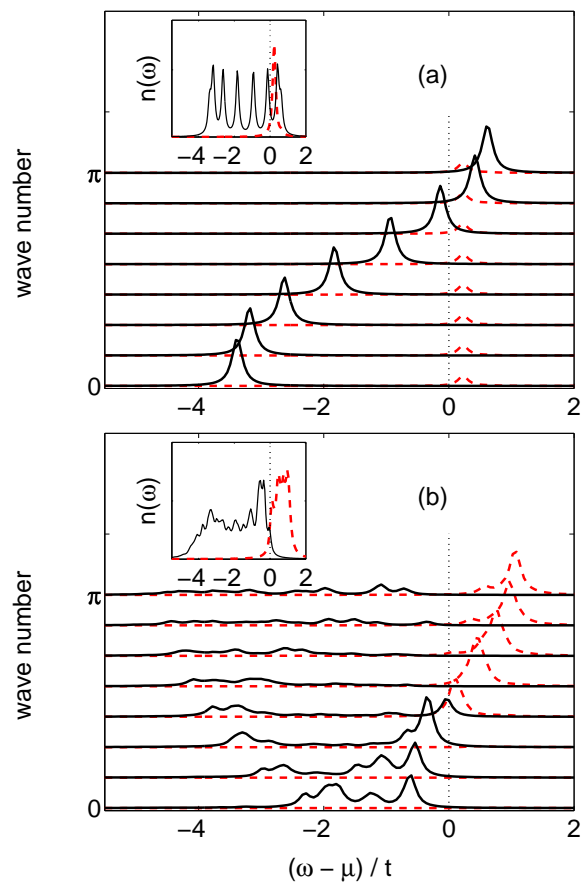 n(ω)
−4 −2 0 2
(a)
wave number
π
0
−4 −2 0 2
n(ω)
−4 −2 0 2
(b)
wave number
π
0
−4 −2 0 2
(ω − μ) / t